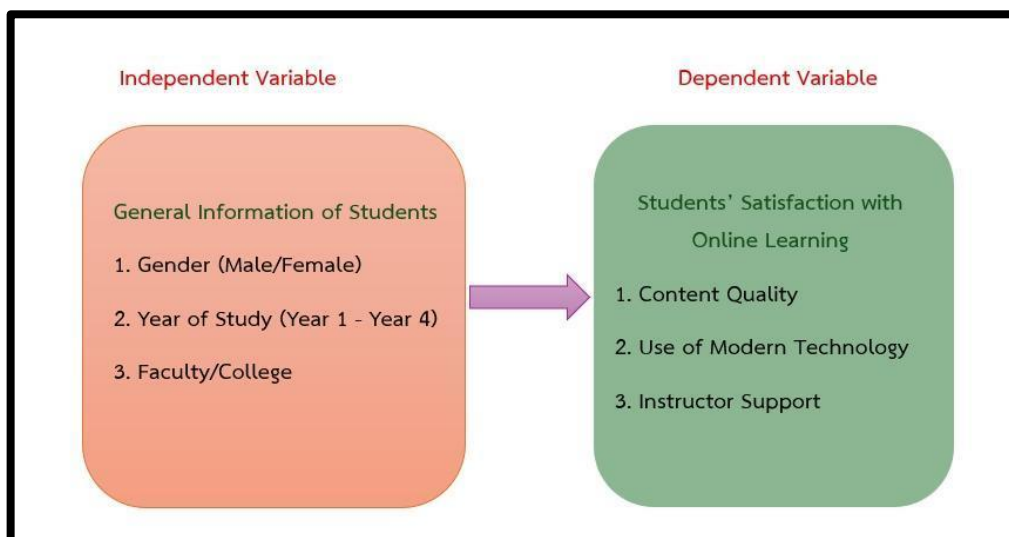 Independent Variable
Dependent Variable
General Information of Students
1. Gender (Male/Female)
2. Year of Study (Year 1 - Year 4)
3. Faculty/College
Students’ Satisfaction with
Online Learning
1. Content Quality
2. Use of Modern Technology
3. Instructor Support